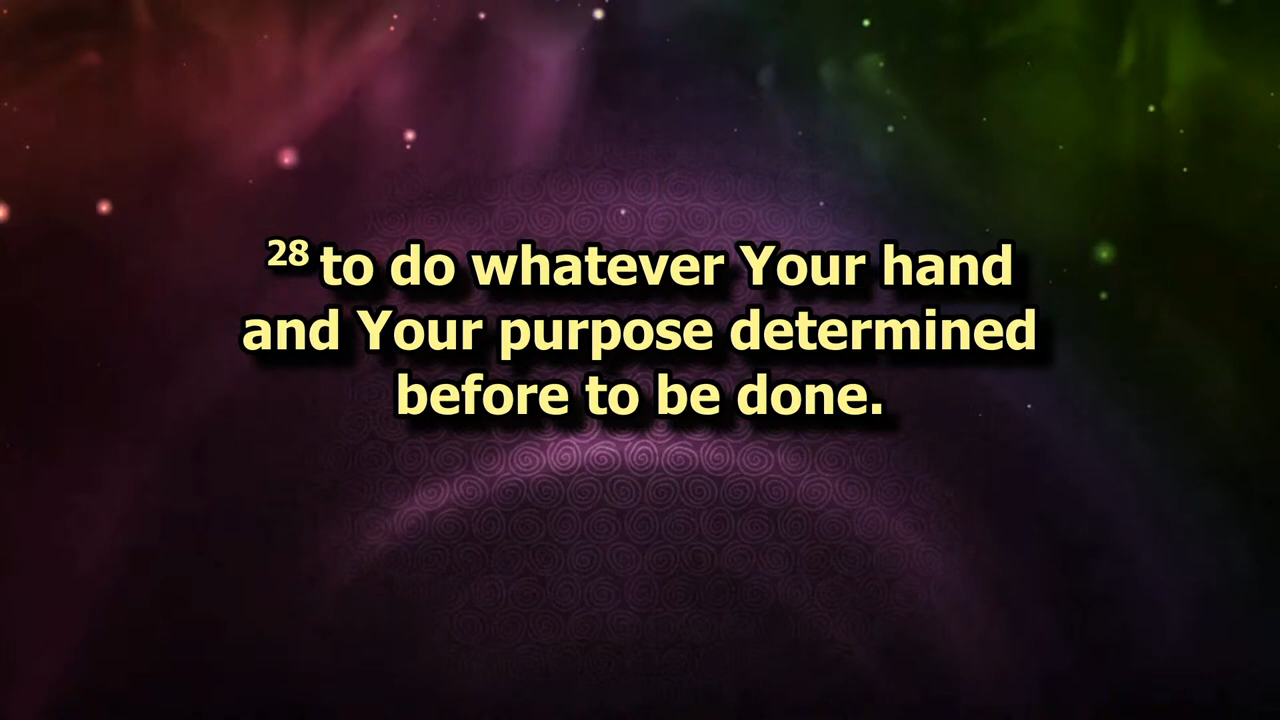 28 to do whatever Your hand
and Your purpose determined
before to be done.